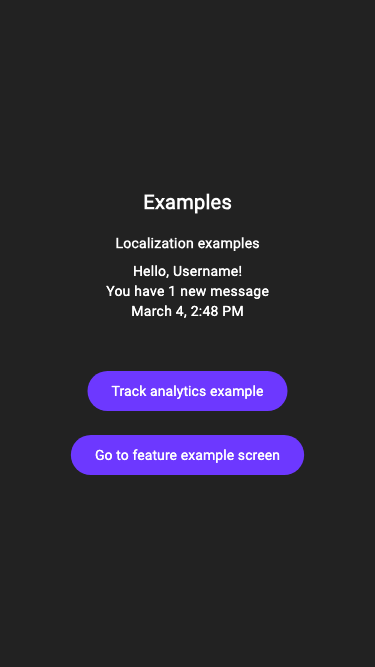 Examples
Localization examples
Hello, Username!
You have 1 new message
March 4, 2:48 PM
Track analytics example
Go to feature example screen